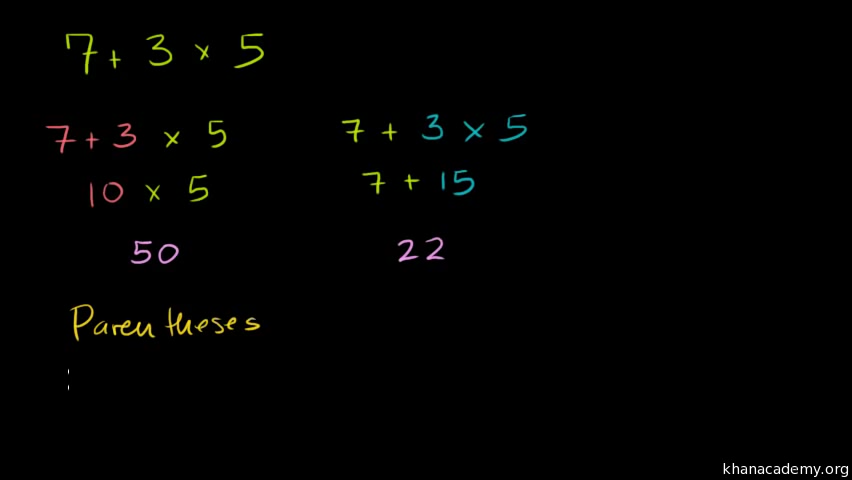 7 + 3 × 5
7 + 3 × 5
10 × 5
50
7 + 3 × 5
7 + 15
22
Parentheses
khanacademy.org